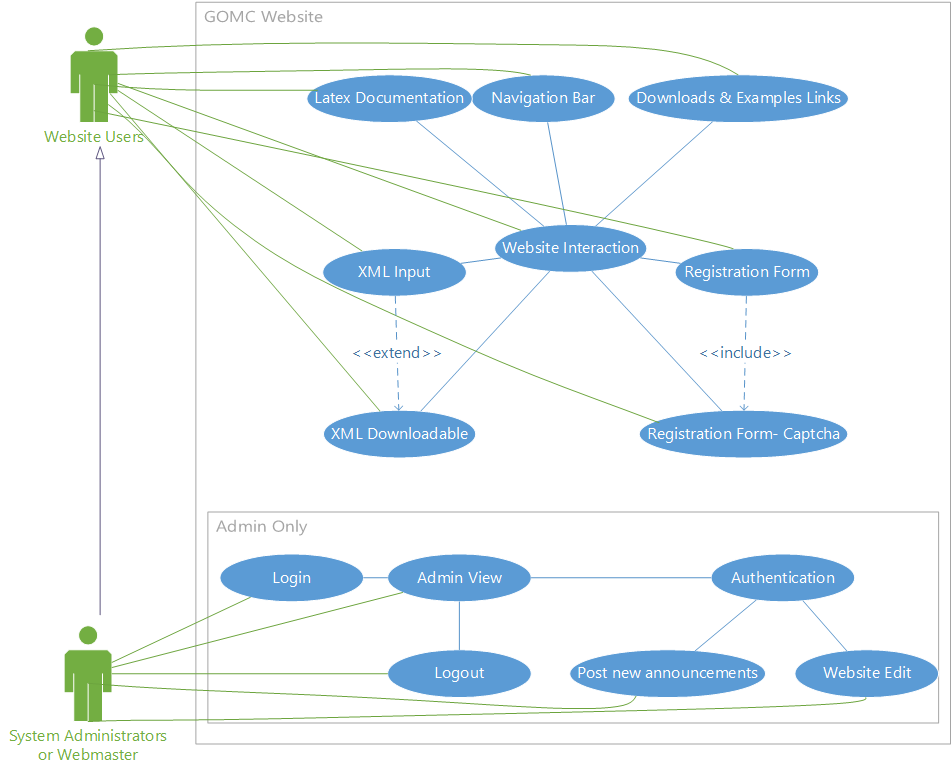 GOMC Website
Latex Documentation
Navigation Bar
Downloads & Examples Links
Website Users
Website Interaction
XML Input
Registration Form
<<extend>>
<<include>>
XML Downloadable
Registration Form- Captcha
Admin Only
Login
Admin View
Authentication
Logout
Post new announcements
Website Edit
System Administrators
or Webmaster